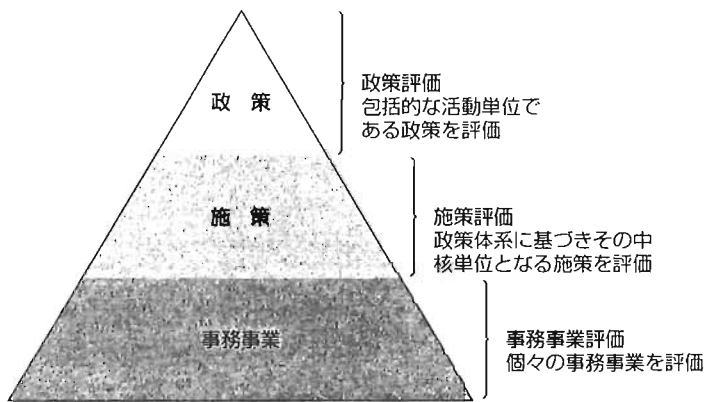 政 策
政策評価
包括的な活動単位で
ある政策を評価
施 策
施策評価
政策体系に基づきその中
核単位となる施策を評価
事務事業
事務事業評価
個々の事務事業を評価